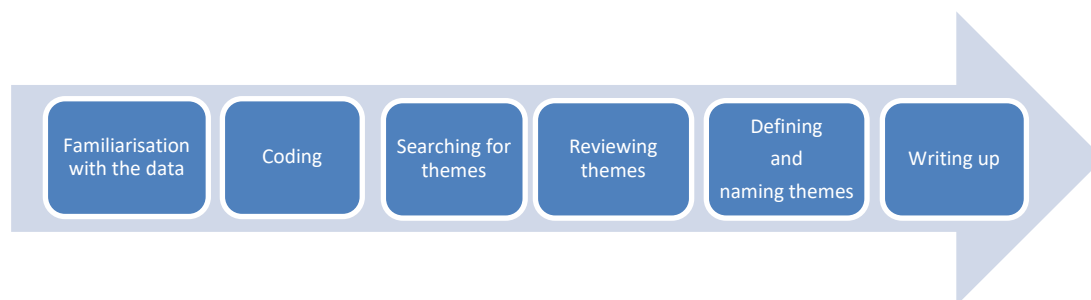 Familiarisation
with the data
Coding
Searching for
themes
Reviewing
themes
Defining
and
naming themes
Writing up